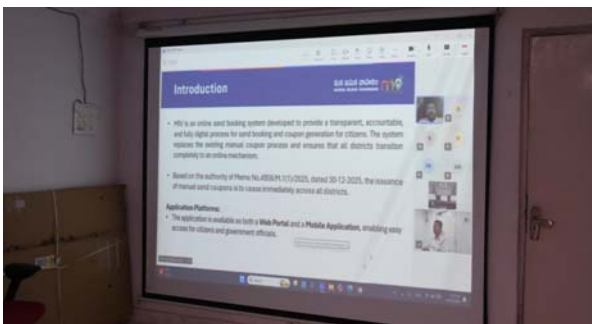 Introduction
• MIV is an online sand booking system developed to provide a transparent, accountable,
and fully digital process for sand booking and coupon generation for citizens. The system
replaces the existing manual coupon process and ensures that all districts transition
completely to an online mechanism.
• Based on the authority of Memo dated 30-12-2025, the issuance
of manual sand coupons is to cease immediately across all districts.
Application Platforms:
• The application is available as both a Web Portal and a Mobile Application, enabling easy
access for citizens and government officials.